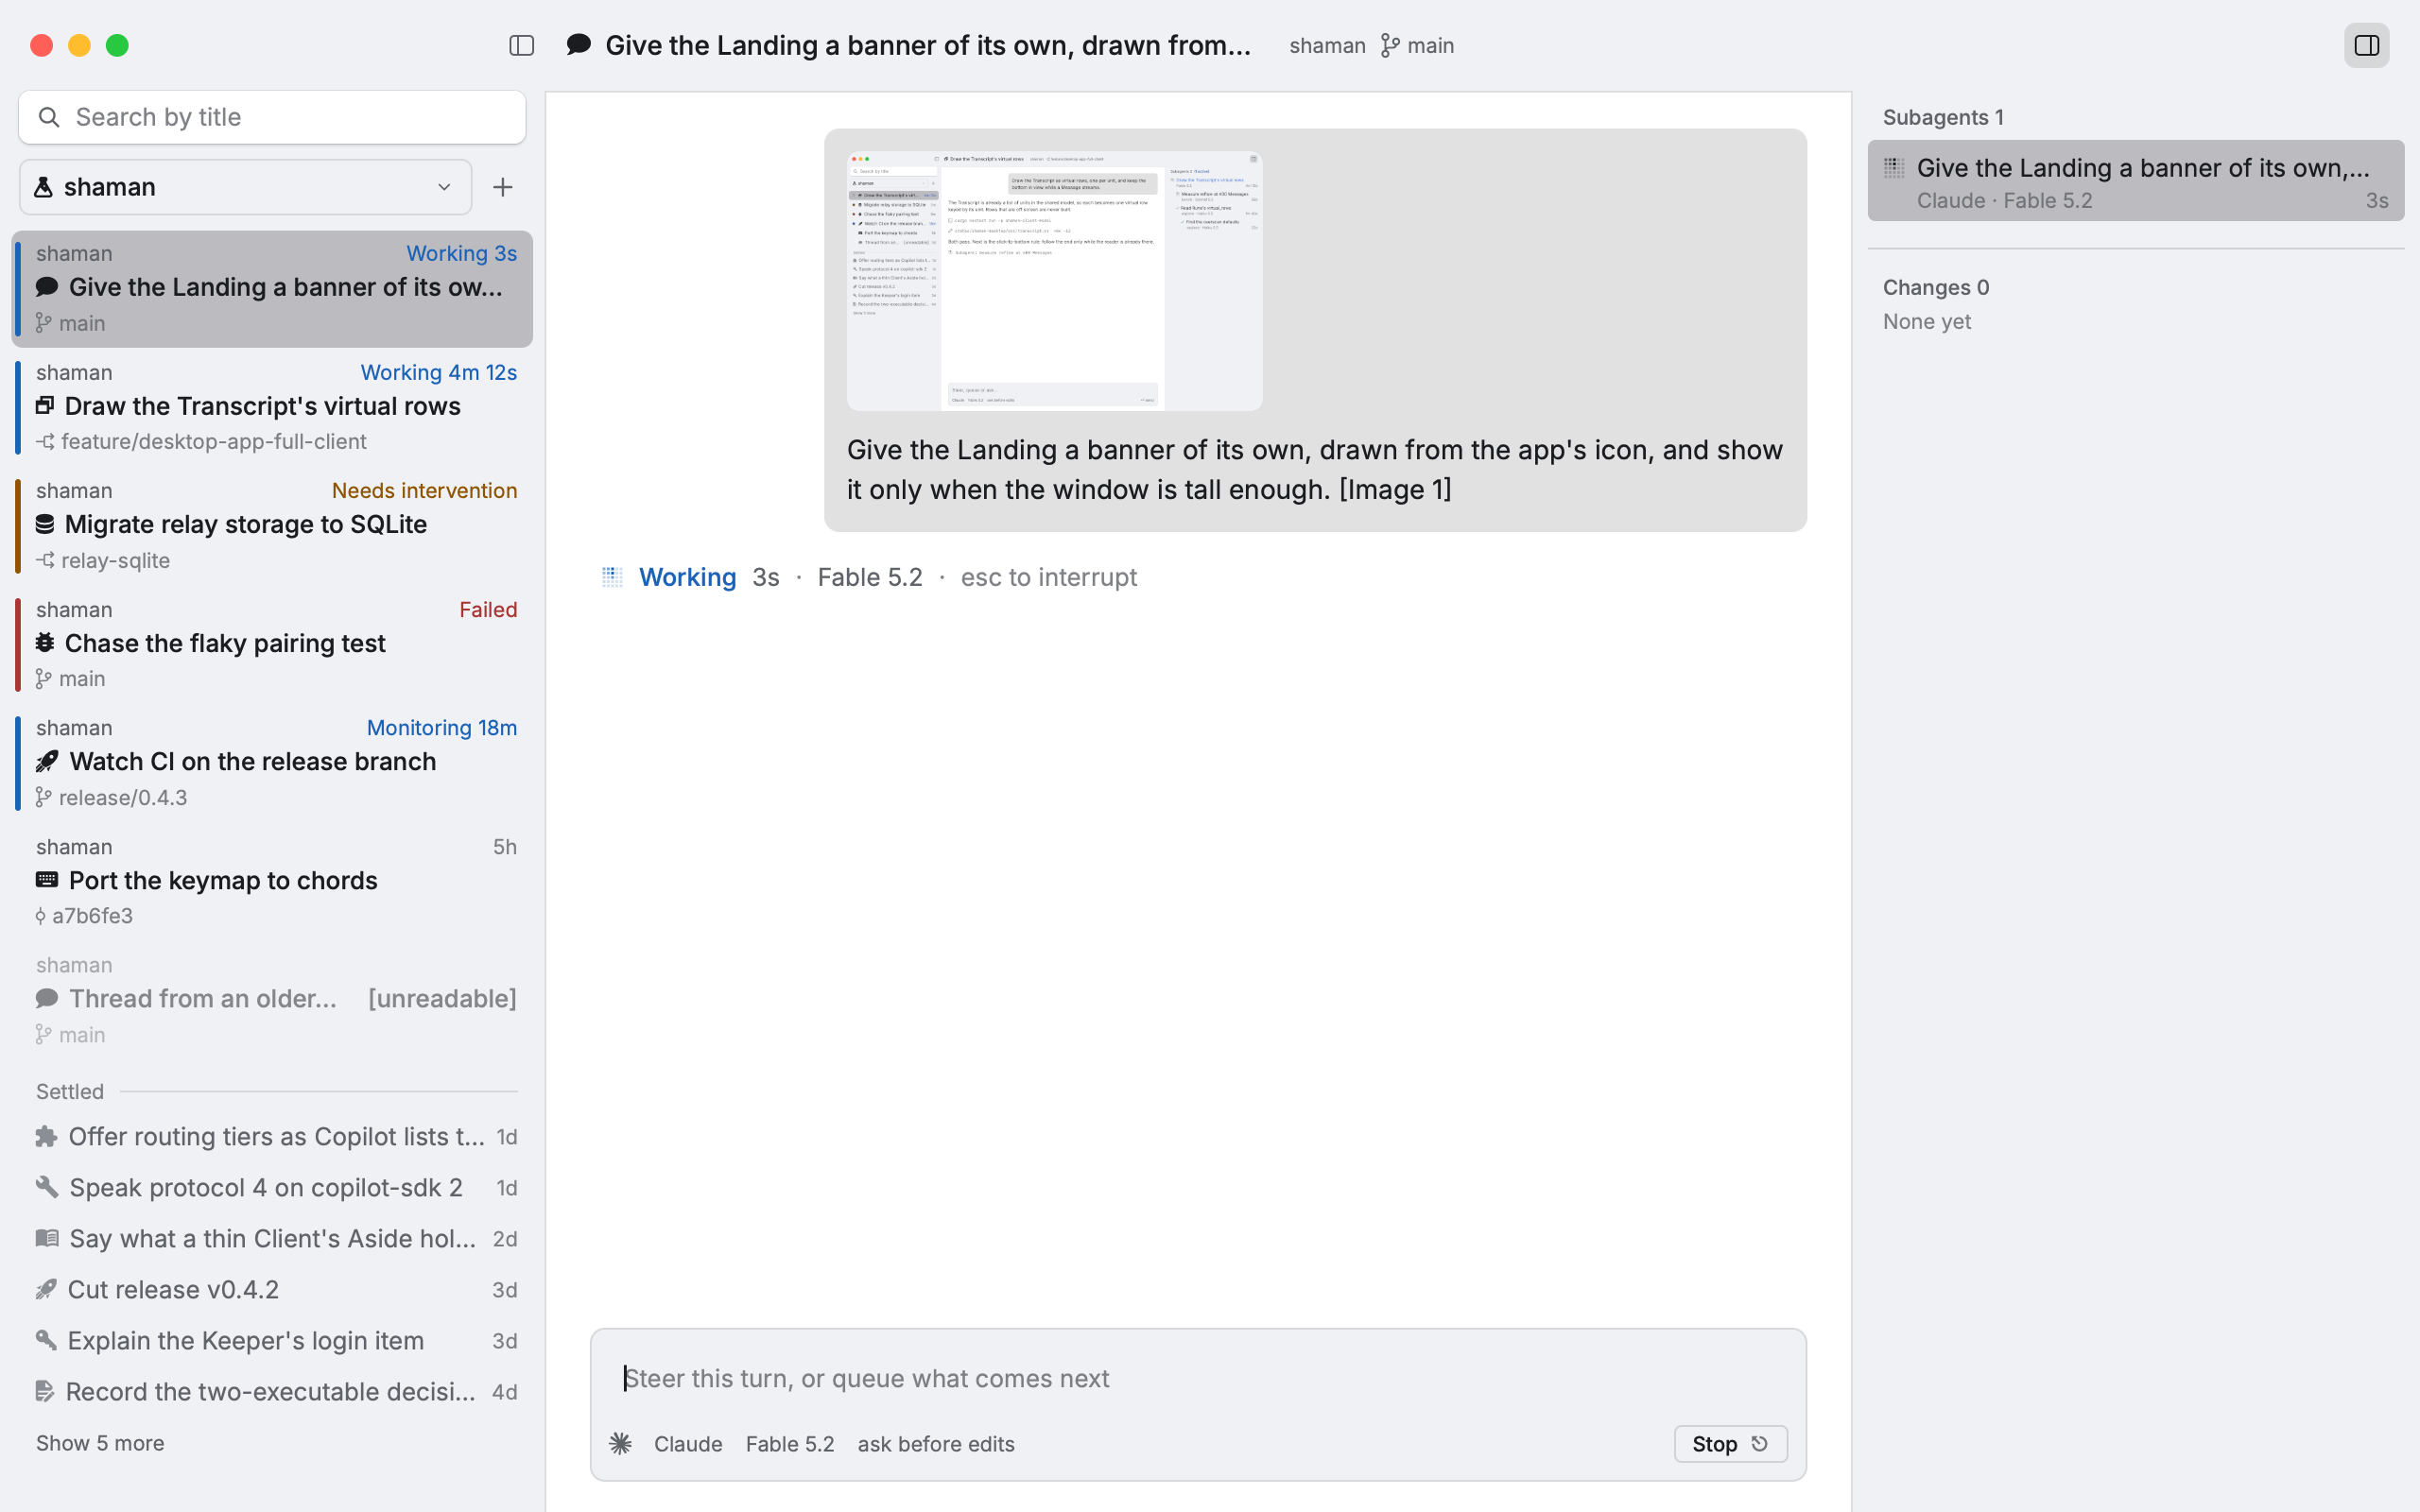 Give the Landing a banner of its own, drawn from...
shaman
main
Search by title
shaman
shaman
Working 3s
Give the Landing a banner of its ow...
main
shaman
Working 4m 12s
Draw the Transcript's virtual rows
feature/desktop-app-full-client
shaman
Needs intervention
Migrate relay storage to SQLite
relay-sqlite
shaman
Failed
Chase the flaky pairing test
main
shaman
Monitoring 18m
Watch CI on the release branch
release/0.4.3
shaman
5h
Port the keymap to chords
a7b6fe3
shaman
Thread from an older... [unreadable]
main
Settled
Offer routing tiers as Copilot lists t... 1d
Speak protocol 4 on copilot-sdk 2 1d
Say what a thin Client's Aside hol... 2d
Cut release v0.4.2 3d
Explain the Keeper's login item 3d
Record the two-executable decisi... 4d
Show 5 more
Give the Landing a banner of its own, drawn from the app's icon, and show
it only when the window is tall enough. [Image 1]
Working 3s · Fable 5.2 · esc to interrupt
Steer this turn, or queue what comes next
Claude Fable 5.2 ask before edits
Stop
Subagents 1
Give the Landing a banner of its own,...
Claude · Fable 5.2 3s
Changes 0
None yet